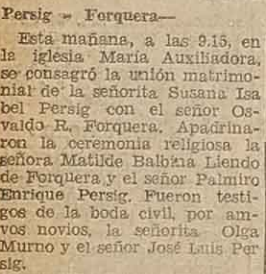 Persig - Forquera—
Esta mañana, a las 9.15, en
la iglesia María Auxiliadora,
se consagró la unión matrimo-
nial de la señorita Susana Isa
bel Persig con el señor Os-
valdo R. Forquera. Apadrina-
ron la ceremonia religiosa la
señora Matilde Balbina Liendo
de Forquera y el señor Palmiro
Enrique Persig. Fueron testi-
gos de la boda civil, por am-
vos novios, la señorita Olga
Murno y el señor José Luis Per
sig.